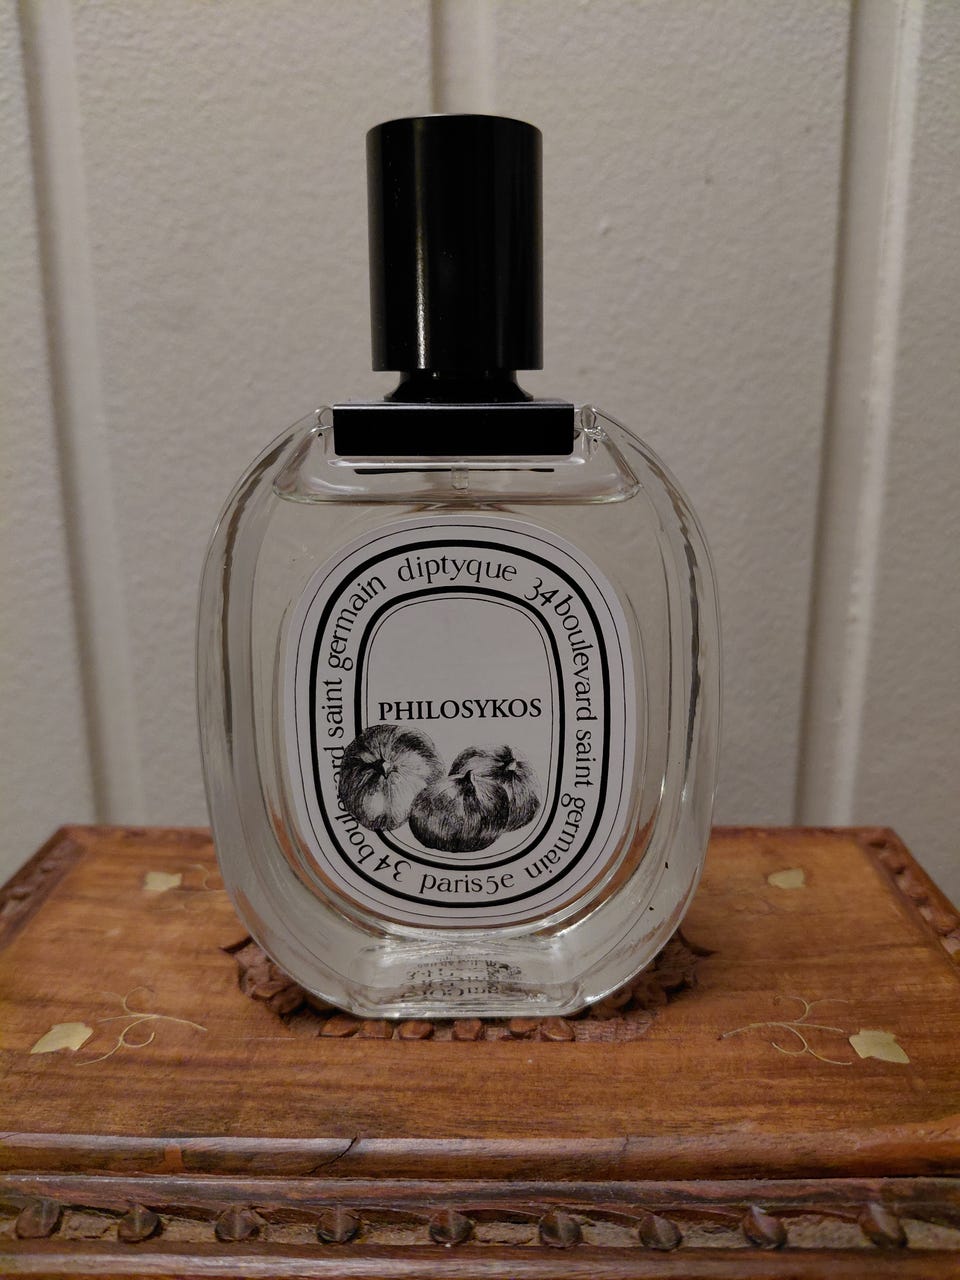 diptyque
34 boulevard saint germain
PHILOSYKOS
34 boulevard saint germain
paris 5e